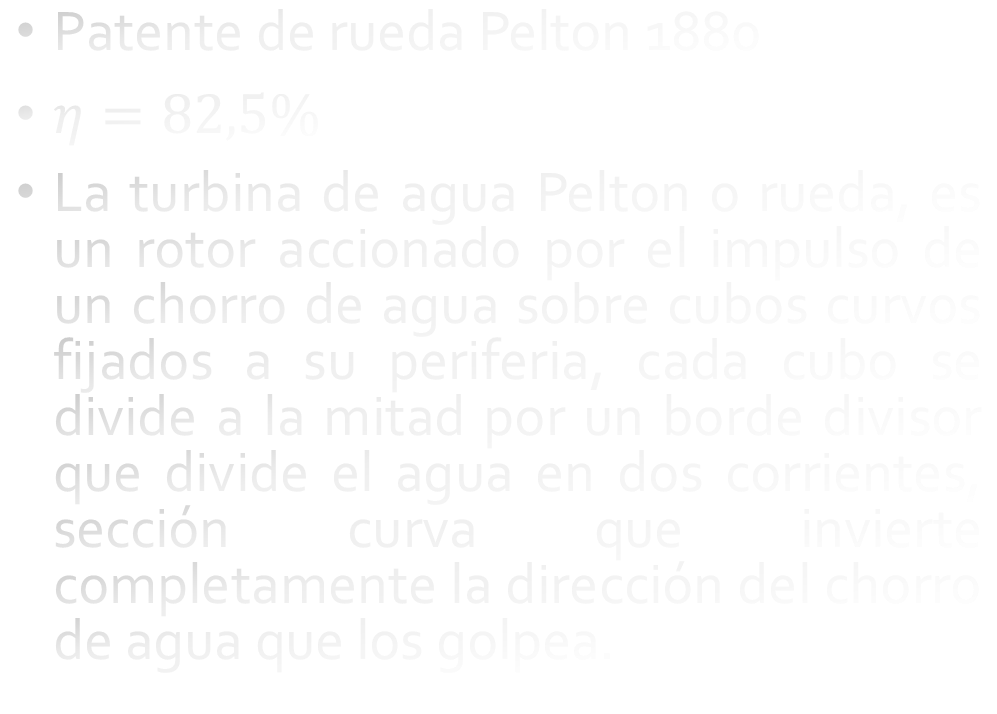 • Patente de rueda Pelton 1880
• η = 82,5%
• La turbina de agua Pelton o rueda, es
un rotor accionado por el impulso de
un chorro de agua sobre cubos curvos
fijados a su periferia, cada cubo se
divide a la mitad por un borde divisor
que divide el agua en dos corrientes,
sección curva que invierte
completamente la dirección del chorro
de agua que los golpea.